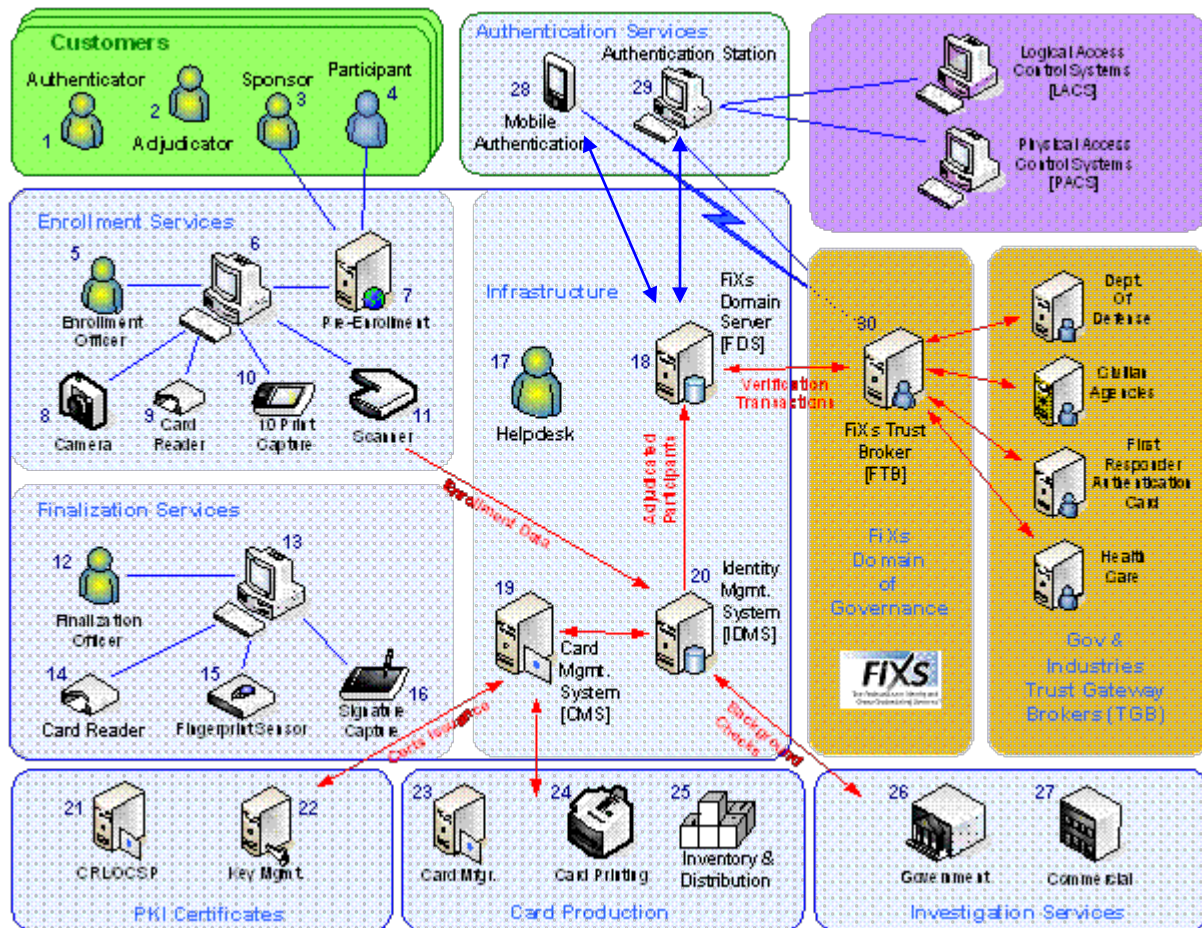 Customers
Authenticator
1
2
Adjudicator
Sponsor
3
Participant
4
Authentication Services
Authentication Station
28
29
Mobile
Authentication
Logical Access
Control Systems
[LACS]
Physical Access
Control Systems
[PACS]
Enrollment Services
5
Enrollment
Officer
6
7
Pre-Enrollment
8
Camera
9
Card
Reader
10
10 Print
Capture
11
Scanner
Infrastructure
17
Helpdesk
18
FiXs
Domain
Server
[FDS]
Verification
Transactions
Adjudicated
Participants
Enrollment Data
19
Card
Mgmt.
System
[CMS]
20
Identity
Mgmt.
System
[IDMS]
Certs Issuance
Background
Checks
Finalization Services
12
Finalization
Officer
13
14
Card Reader
15
Fingerprint Sensor
16
Signature
Capture
30
FiXs Trust
Broker
[FTB]
FiXs
Domain
of
Governance
FiXs
Dept.
Of
Defense
Civilian
Agencies
First
Responder
Authentication
Card
Health
Care
Gov &
Industries
Trust Gateway
Brokers (TGB)
21
CRL/OCSP
22
Key Mgmt.
PKI Certificates
23
Card Mgr.
24
Card Printing
25
Inventory &
Distribution
Card Production
26
Government
27
Commercial
Investigation Services